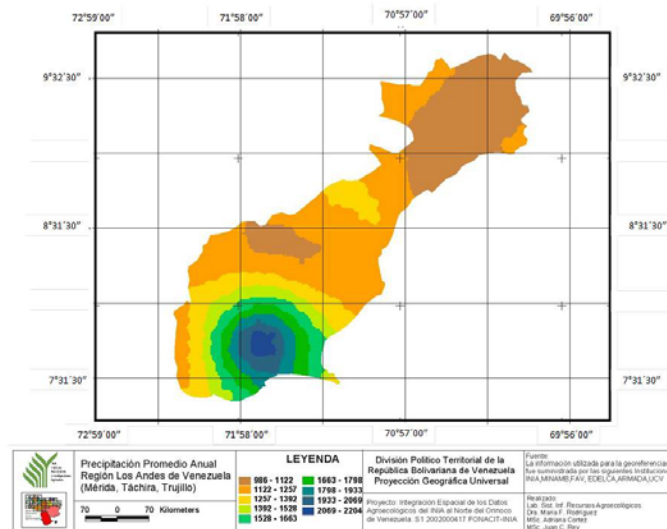 72°59´00´´ 71°58´00´´ 70°57´00´´ 69°56´00´´
9°32´30´´ 9°32´30´´
8°31´30´´ 8°31´30´´
7°31´30´´ 7°31´30´´
72°59´00´´ 71°58´00´´ 70°57´00´´ 69°56´00´´
Precipitación Promedio Anual
Región Los Andes de Venezuela
(Mérida, Táchira, Trujillo)
70 0 70 Kilometers
LEYENDA
986 - 1122
1122 - 1257
1257 - 1392
1392 - 1528
1528 - 1663
1663 - 1798
1798 - 1933
1933 - 2069
2069 - 2204
División Político Territorial de la
República Bolivariana de Venezuela
Proyección Geográfica Universal
Proyecto: Integración Espacial de los Datos
Agroecológicos del INIA al Norte del Orinoco
de Venezuela. S1 2002000417 FONACIT-INIA
Fuente:
La información utilizada para la georeferencia
fue suministrada por las siguientes Institucion
INIA,MINAMB,FAV, EDELCA,ARMADA,UCV
Realizado:
Lab. Sist. Inf. Recursos Agroecológicos
Dra. María F. Rodríguez
MSc. Adriana Cortez
MSc. Juan C. Rey